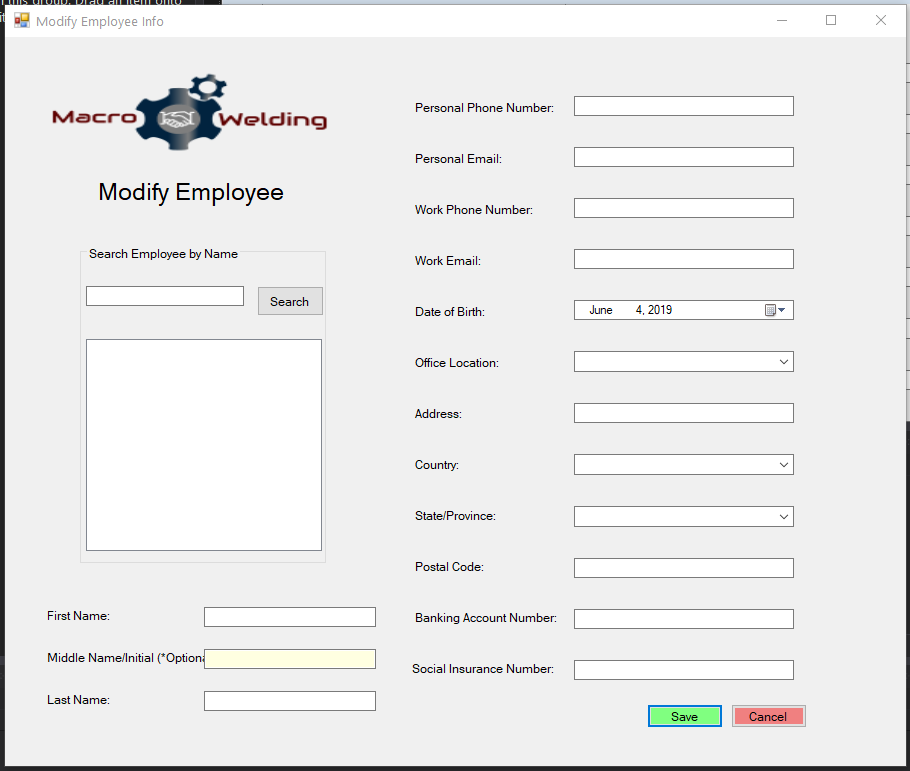 n this group. Drag an item onto
Modify Employee Info
Macro Welding
Modify Employee
Search Employee by Name
Search
First Name:
Middle Name/Initial (*Optiona
Last Name:
Personal Phone Number:
Personal Email:
Work Phone Number:
Work Email:
Date of Birth:
June 4, 2019
Office Location:
Address:
Country:
State/Province:
Postal Code:
Banking Account Number:
Social Insurance Number:
Save
Cancel